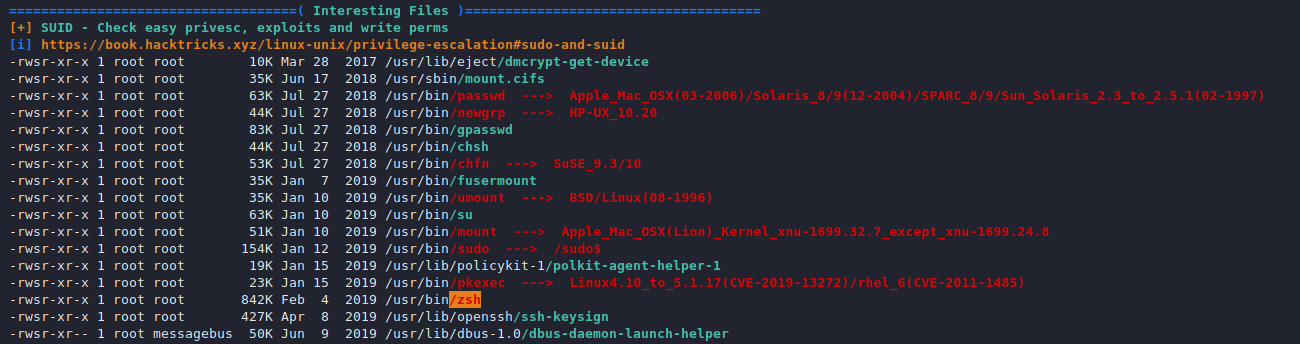 ===================================( Interesting Files )====================================
[+] SUID - Check easy privesc, exploits and write perms
[i] https://book.hacktricks.xyz/linux-unix/privilege-escalation#sudo-and-suid
-rwsr-xr-x 1 root root        10K Mar 28  2017 /usr/lib/eject/dmcrypt-get-device
-rwsr-xr-x 1 root root        35K Jun 17  2018 /usr/sbin/mount.cifs
-rwsr-xr-x 1 root root        63K Jul 27  2018 /usr/bin/passwd  --->  Apple_Mac_OSX(03-2006)/Solaris_8/9(12-2004)/SPARC_8/9/Sun_Solaris_2.3_to_2.5.1(02-1997)
-rwsr-xr-x 1 root root        44K Jul 27  2018 /usr/bin/newgrp  --->  HP-UX_10.20
-rwsr-xr-x 1 root root        83K Jul 27  2018 /usr/bin/gpasswd
-rwsr-xr-x 1 root root        44K Jul 27  2018 /usr/bin/chsh
-rwsr-xr-x 1 root root        53K Jul 27  2018 /usr/bin/chfn  --->  SuSE_9.3/10
-rwsr-xr-x 1 root root        35K Jan  7  2019 /usr/bin/fusermount
-rwsr-xr-x 1 root root        35K Jan 10  2019 /usr/bin/umount  --->  BSD/Linux(08-1996)
-rwsr-xr-x 1 root root        63K Jan 10  2019 /usr/bin/su
-rwsr-xr-x 1 root root        51K Jan 10  2019 /usr/bin/mount  --->  Apple_Mac_OSX(Lion)_Kernel_xnu-1699.32.7_except_xnu-1699.24.8
-rwsr-xr-x 1 root root       154K Jan 12  2019 /usr/bin/sudo  --->  /sudo$
-rwsr-xr-x 1 root root        19K Jan 15  2019 /usr/lib/policykit-1/polkit-agent-helper-1
-rwsr-xr-x 1 root root        23K Jan 15  2019 /usr/bin/pkexec  --->  Linux4.10_to_5.1.17(CVE-2019-13272)/rhel_6(CVE-2011-1485)
-rwsr-xr-x 1 root root       842K Feb  4  2019 /usr/bin/zsh
-rwsr-xr-x 1 root root       427K Apr  8  2019 /usr/lib/openssh/ssh-keysign
-rwsr-xr-- 1 root messagebus  50K Jun  9  2019 /usr/lib/dbus-1.0/dbus-daemon-launch-helper